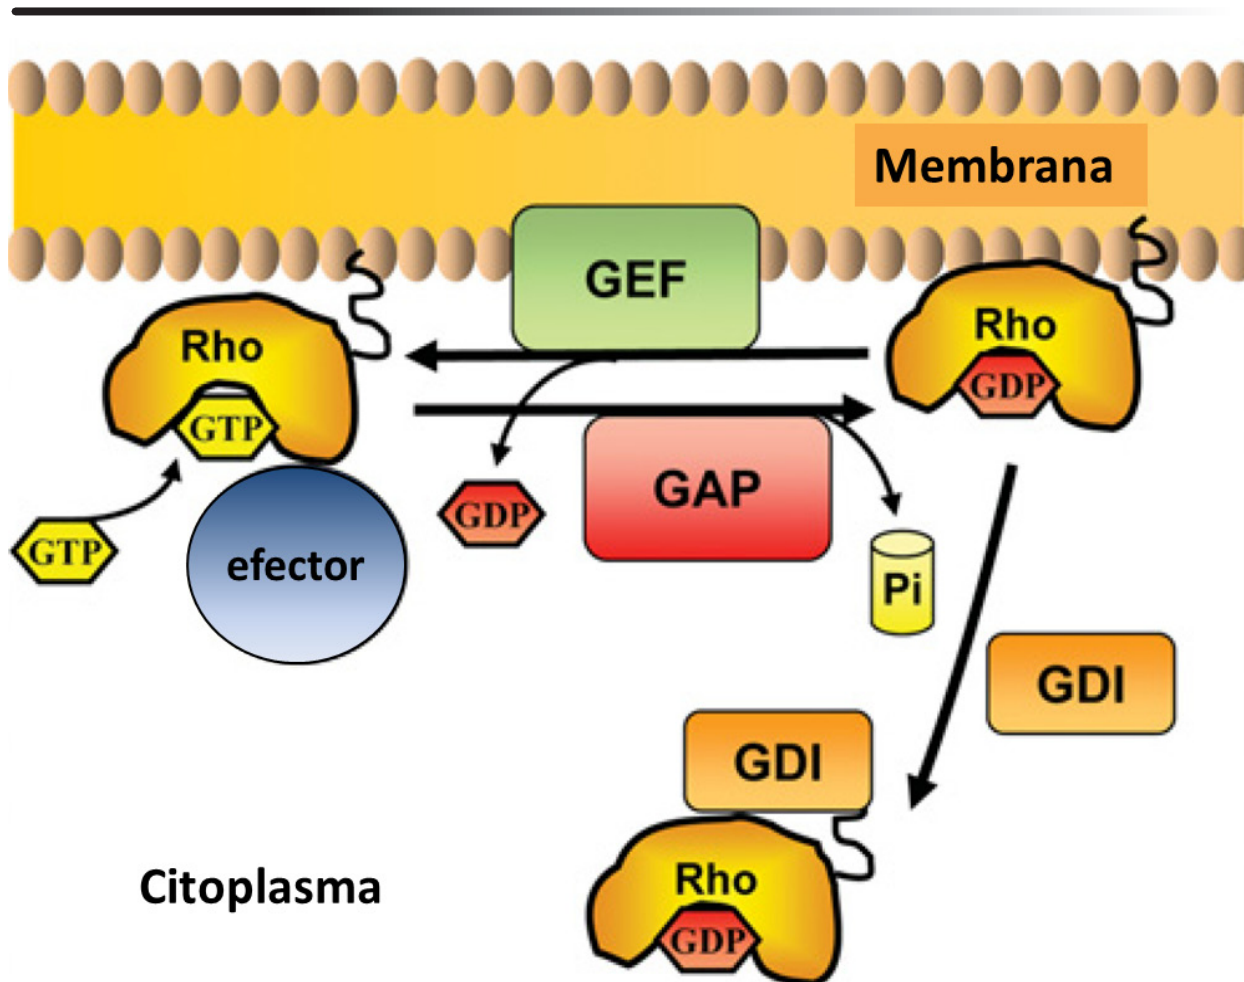 Membrana
GEF
Rho
GTP
Rho
GDP
GTP
efector
GDP
GAP
Pi
GDI
GDI
Rho
GDP
Citoplasma